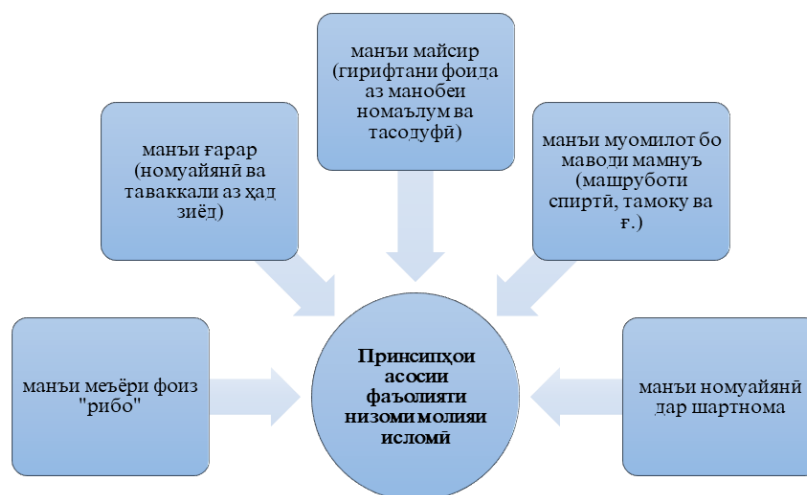 манъи меъёри фоиз
"рибо"
манъи ғарар
(номуайянӣ ва
таваккали аз ҳад
зиёд)
манъи майсир
(гирифтани фоида
аз манобеи
номаълум ва
тасодуфӣ)
манъи муомилот бо
маводи мамнуъ
(машруботи
спиртӣ, тамоку ва
ғ.)
манъи номуайянӣ
дар шартнома
Принсипҳои
асосии
фаъолияти
низоми молияи
исломӣ